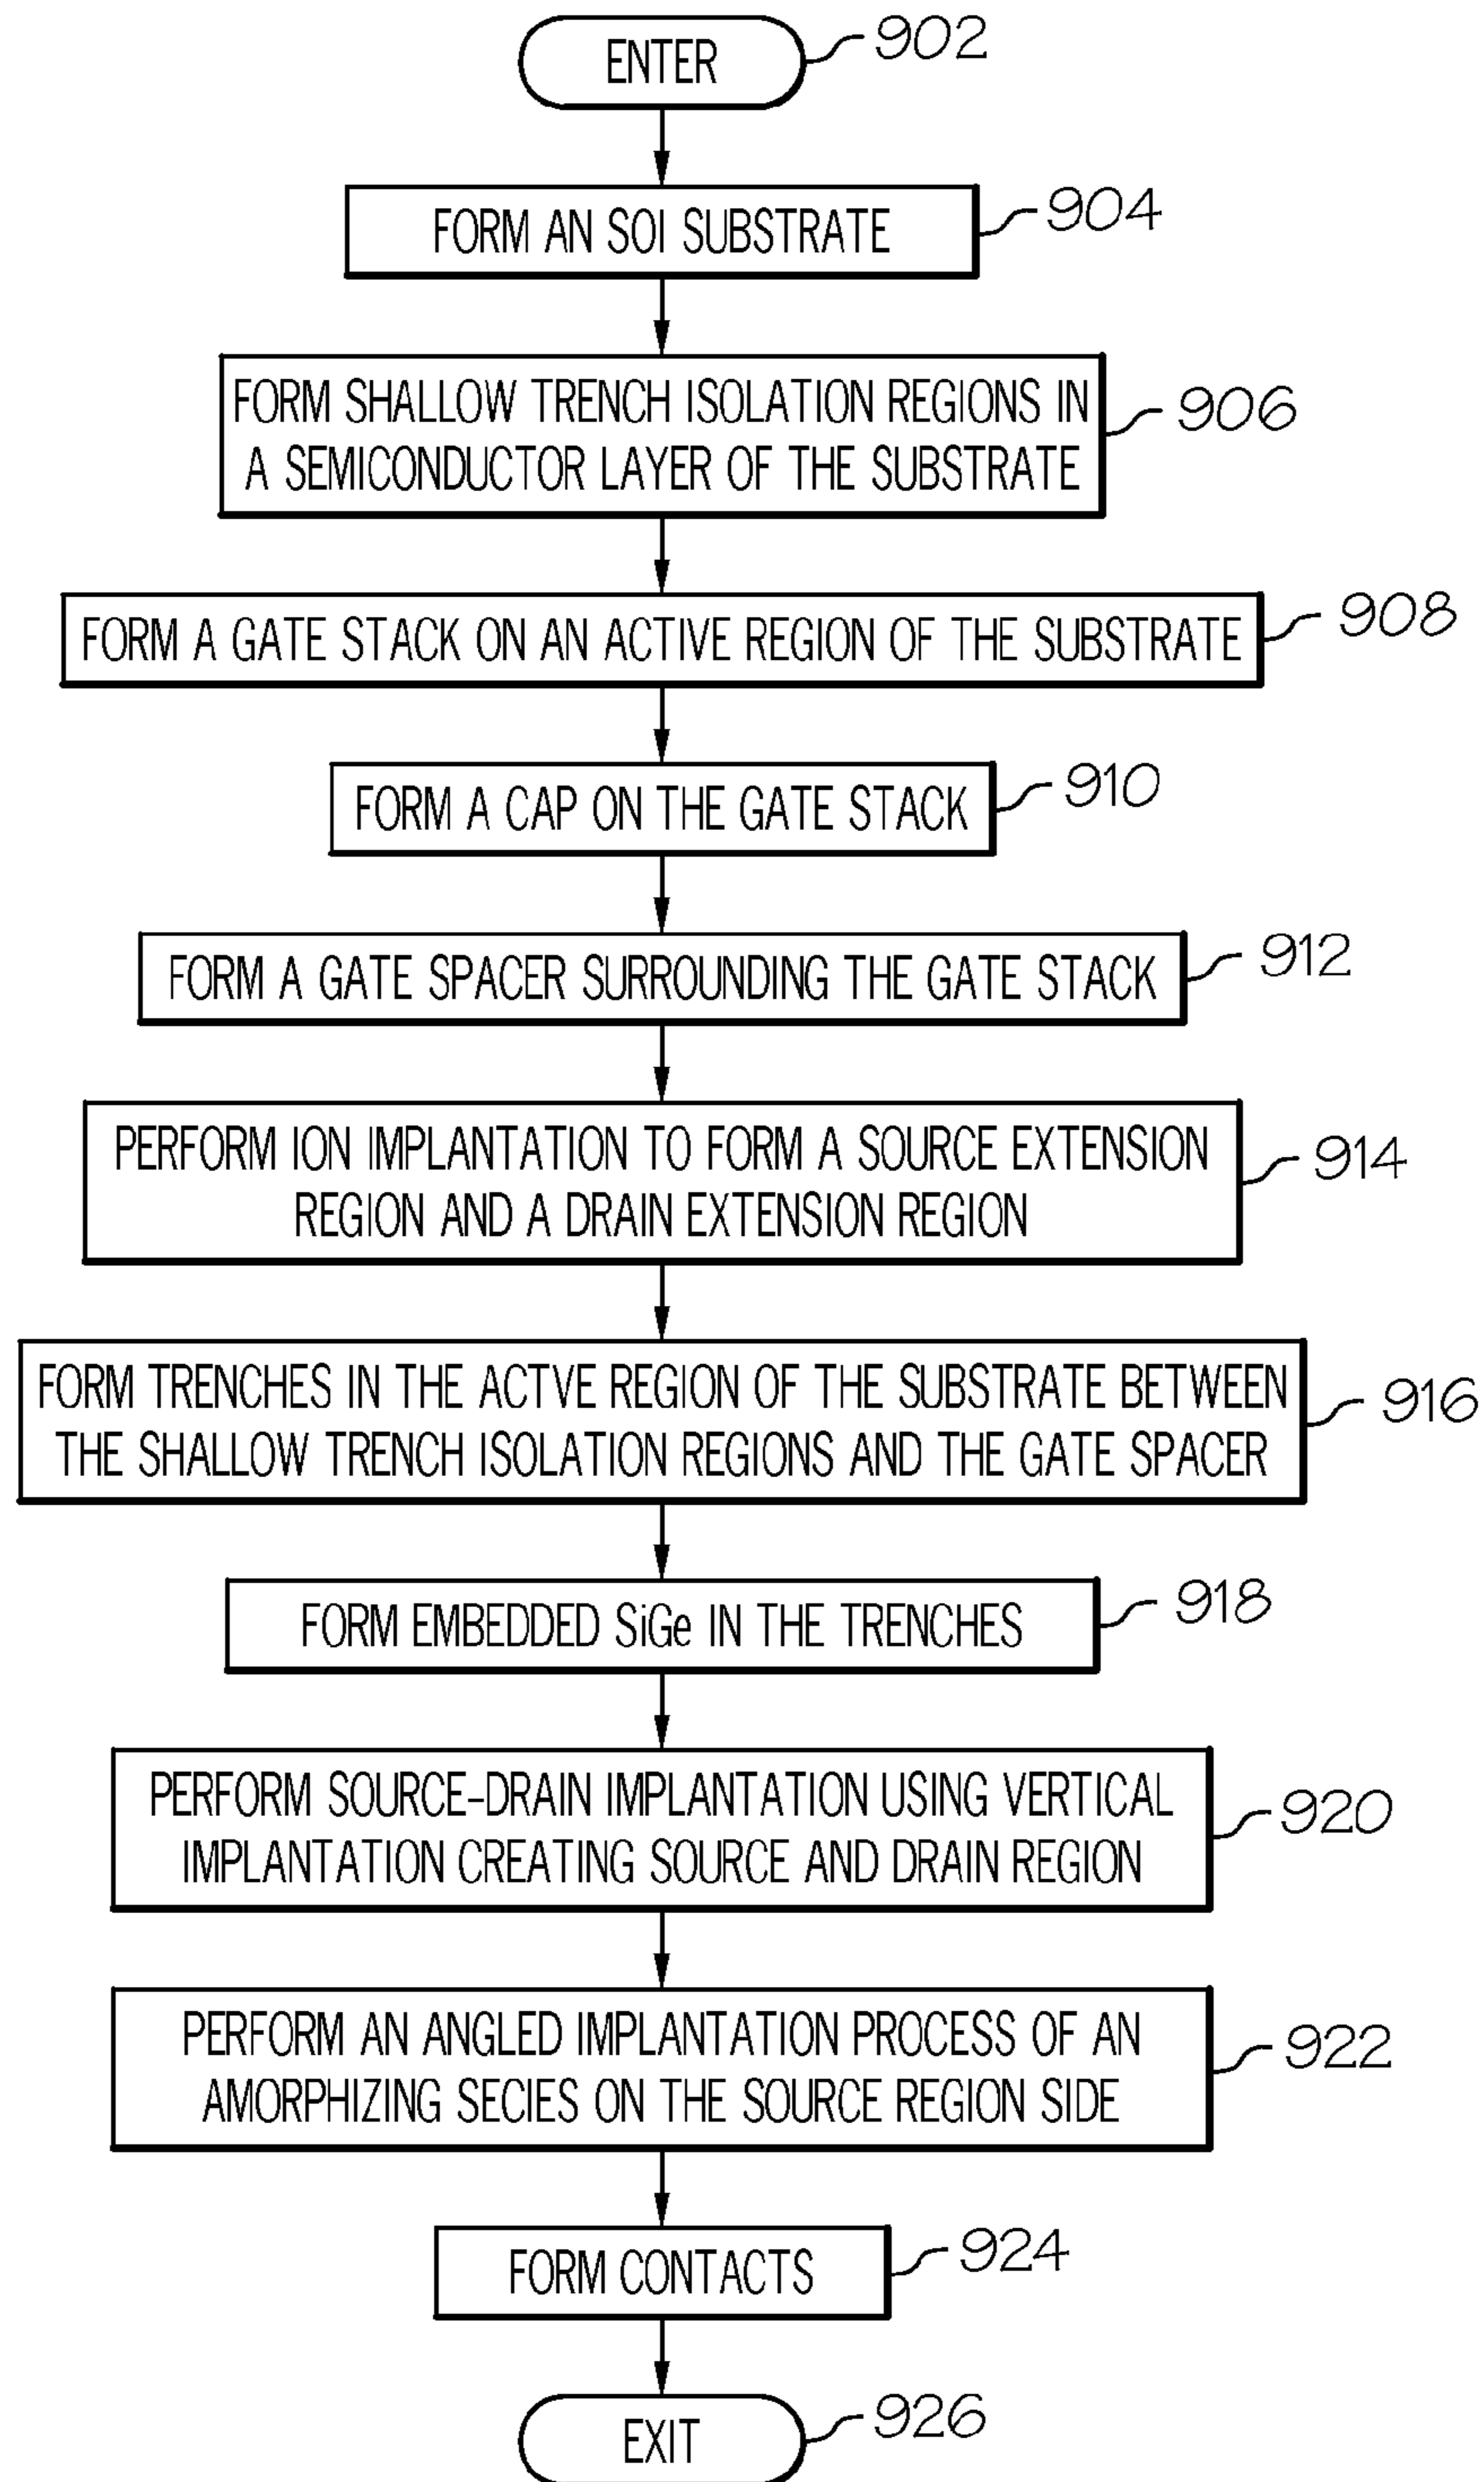 ENTER
902
FORM AN SOI SUBSTRATE
904
FORM SHALLOW TRENCH ISOLATION REGIONS IN
A SEMICONDUCTOR LAYER OF THE SUBSTRATE
906
FORM A GATE STACK ON AN ACTIVE REGION OF THE SUBSTRATE
908
FORM A CAP ON THE GATE STACK
910
FORM A GATE SPACER SURROUNDING THE GATE STACK
912
PERFORM ION IMPLANTATION TO FORM A SOURCE EXTENSION
REGION AND A DRAIN EXTENSION REGION
914
FORM TRENCHES IN THE ACTVE REGION OF THE SUBSTRATE BETWEEN
THE SHALLOW TRENCH ISOLATION REGIONS AND THE GATE SPACER
916
FORM EMBEDDED SiGe IN THE TRENCHES
918
PERFORM SOURCE-DRAIN IMPLANTATION USING VERTICAL
IMPLANTATION CREATING SOURCE AND DRAIN REGION
920
PERFORM AN ANGLED IMPLANTATION PROCESS OF AN
AMORPHIZING SECIES ON THE SOURCE REGION SIDE
922
FORM CONTACTS
924
EXIT
926